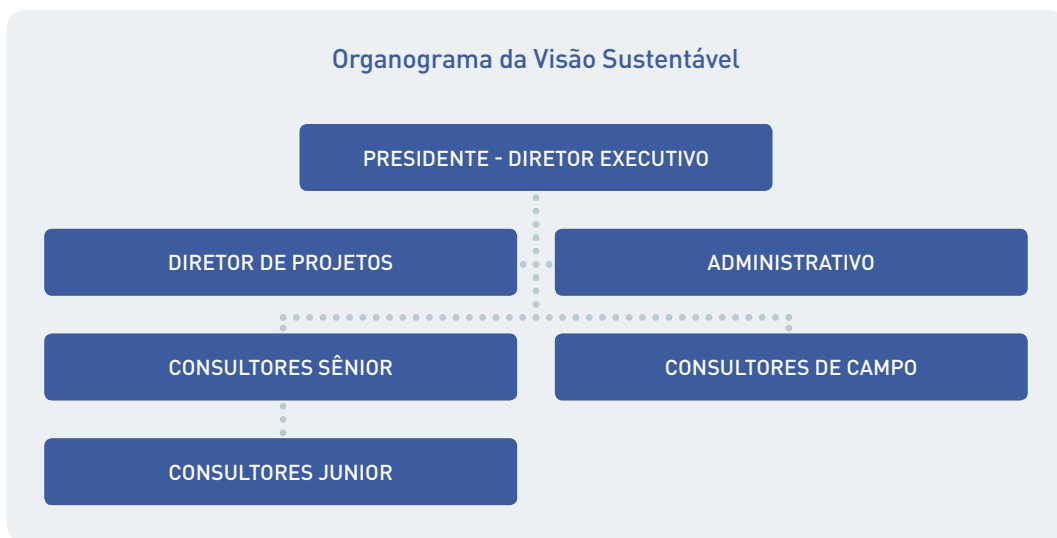 Organograma da Visão Sustentável
PRESIDENTE - DIRETOR EXECUTIVO
DIRETOR DE PROJETOS
ADMINISTRATIVO
CONSULTORES SÊNIOR
CONSULTORES DE CAMPO
CONSULTORES JUNIOR